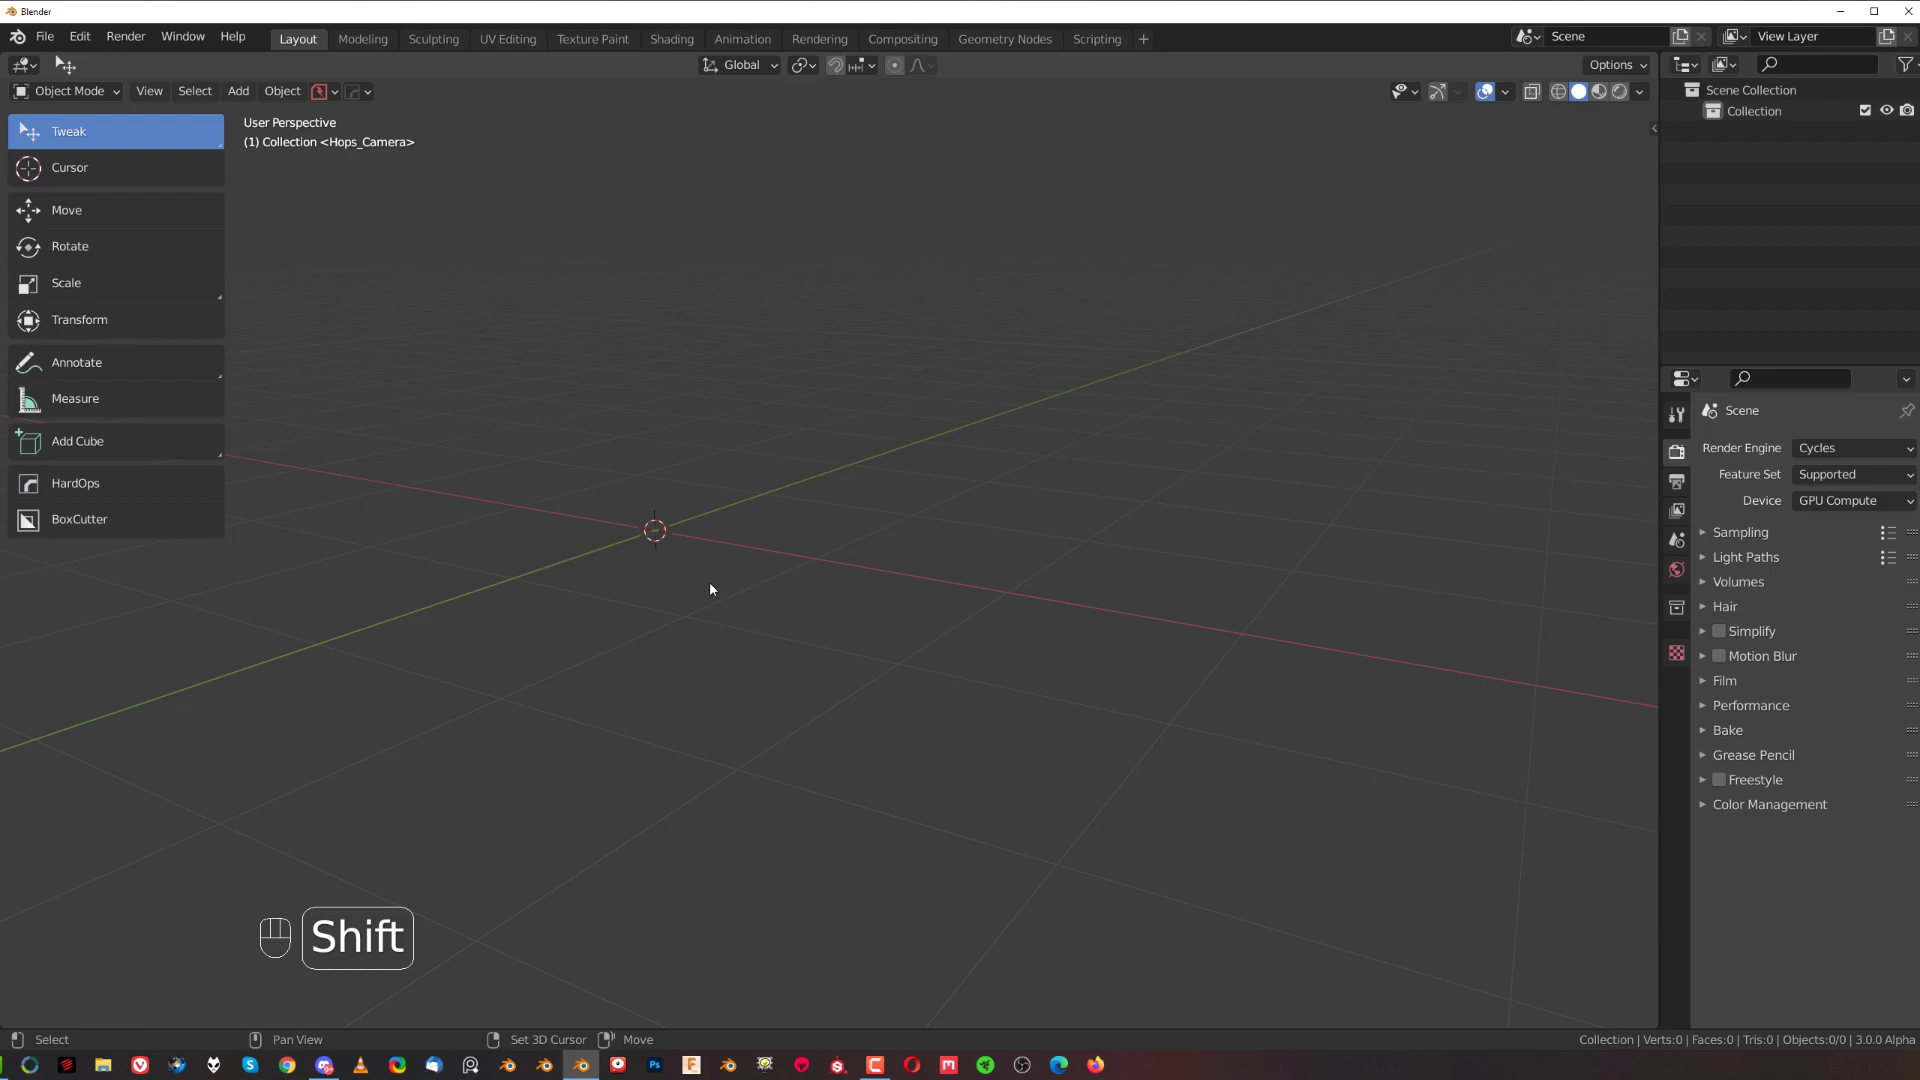 Blender
File Edit Render Window Help Layout Modeling Sculpting UV Editing Texture Paint Shading Animation Rendering Compositing Geometry Nodes Scripting + Scene View Layer
Global Options
Object Mode View Select Add Object
Scene Collection
Collection
User Perspective
(1) Collection <Hops_Camera>
Tweak
Cursor
Move
Rotate
Scale
Transform
Annotate
Measure
Add Cube
HardOps
BoxCutter
Scene
Render Engine Cycles
Feature Set Supported
Device GPU Compute
Sampling
Light Paths
Volumes
Hair
Simplify
Motion Blur
Film
Performance
Bake
Grease Pencil
Freestyle
Color Management
Shift
Select Pan View Set 3D Cursor Move Collection | Verts:0 | Faces:0 | Tris:0 | Objects:0/0 | 3.0.0 Alpha